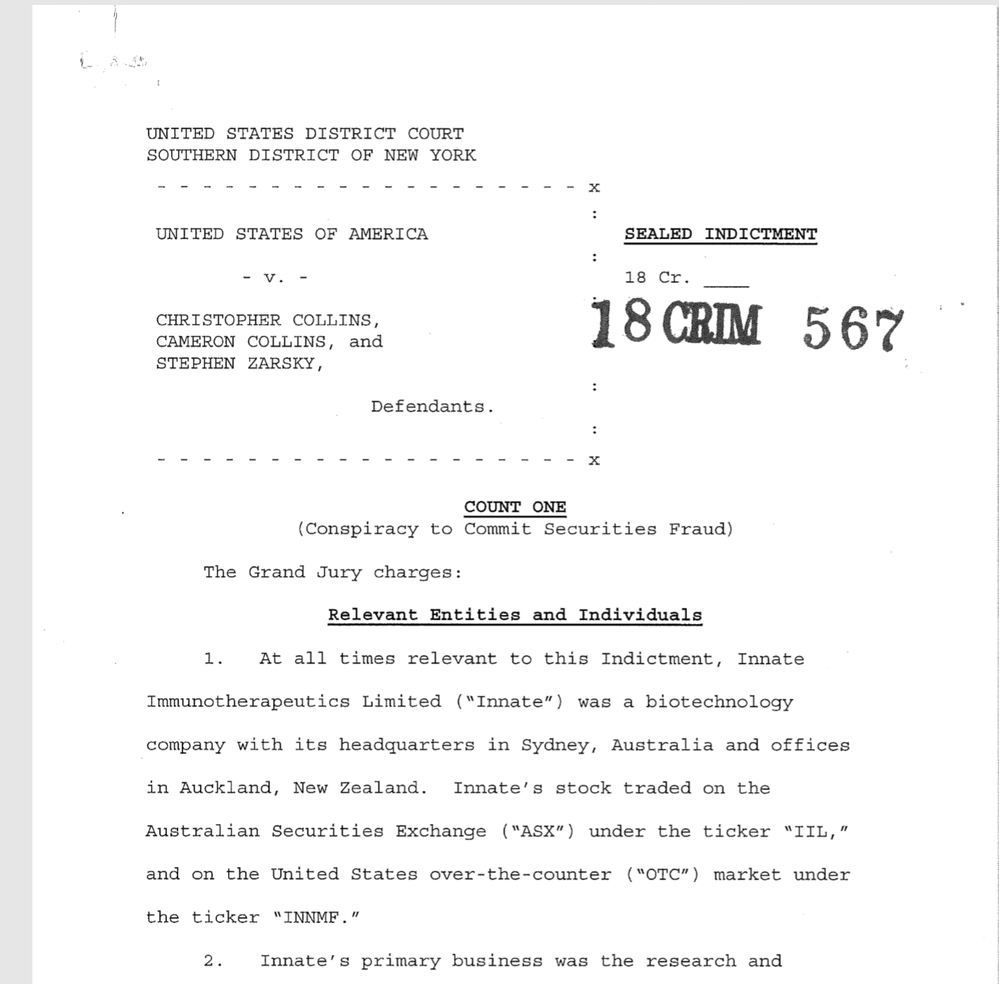 UNITED STATES DISTRICT COURT
SOUTHERN DISTRICT OF NEW YORK
- - - - - - - - - - - - - - - - - - - x
:
UNITED STATES OF AMERICA
SEALED INDICTMENT
:
- v. -
18 Cr. ____
:
18 CRIM 567
CHRISTOPHER COLLINS,
CAMERON COLLINS, and
STEPHEN ZARSKY,
:
Defendants.
:
- - - - - - - - - - - - - - - - - - - x
COUNT ONE
(Conspiracy to Commit Securities Fraud)
The Grand Jury charges:
Relevant Entities and Individuals
1. At all times relevant to this Indictment, Innate
Immunotherapeutics Limited ("Innate") was a biotechnology
company with its headquarters in Sydney, Australia and offices
in Auckland, New Zealand. Innate's stock traded on the
Australian Securities Exchange ("ASX") under the ticker "IIL,"
and on the United States over-the-counter ("OTC") market under
the ticker "INNMF."
2. Innate's primary business was the research and